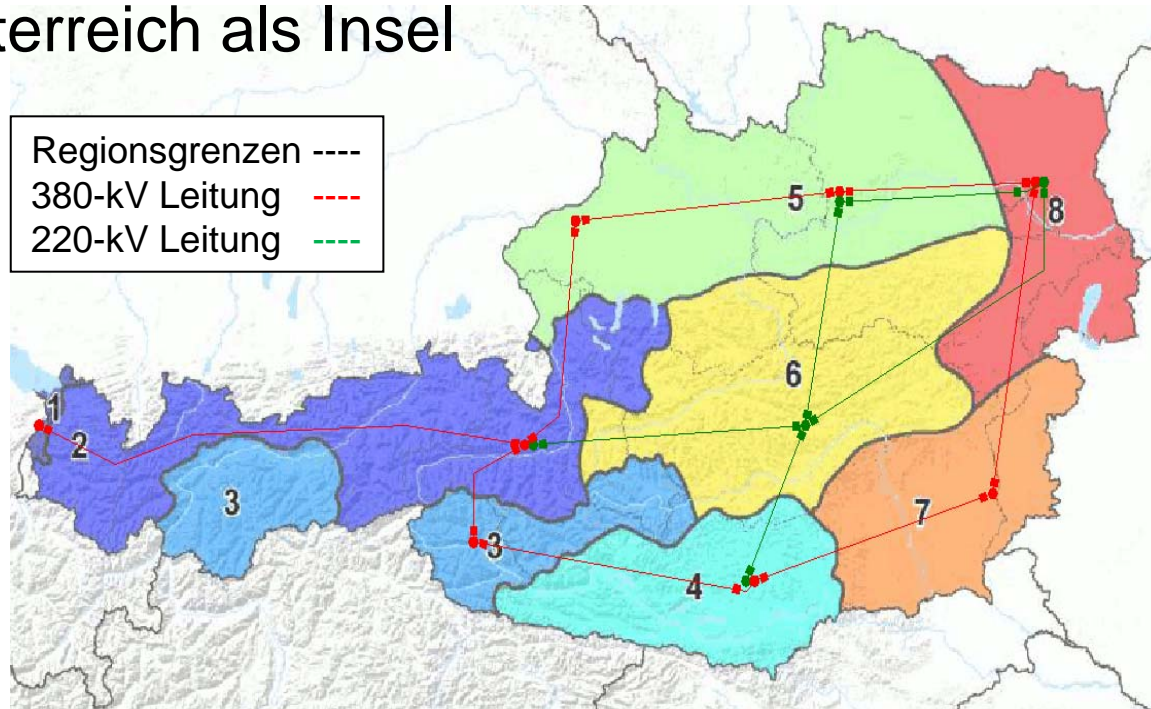 terreich als Insel
Regionsgrenzen ----
380-kV Leitung ----
220-kV Leitung ----
5
8
6
1
2
3
7
3
4